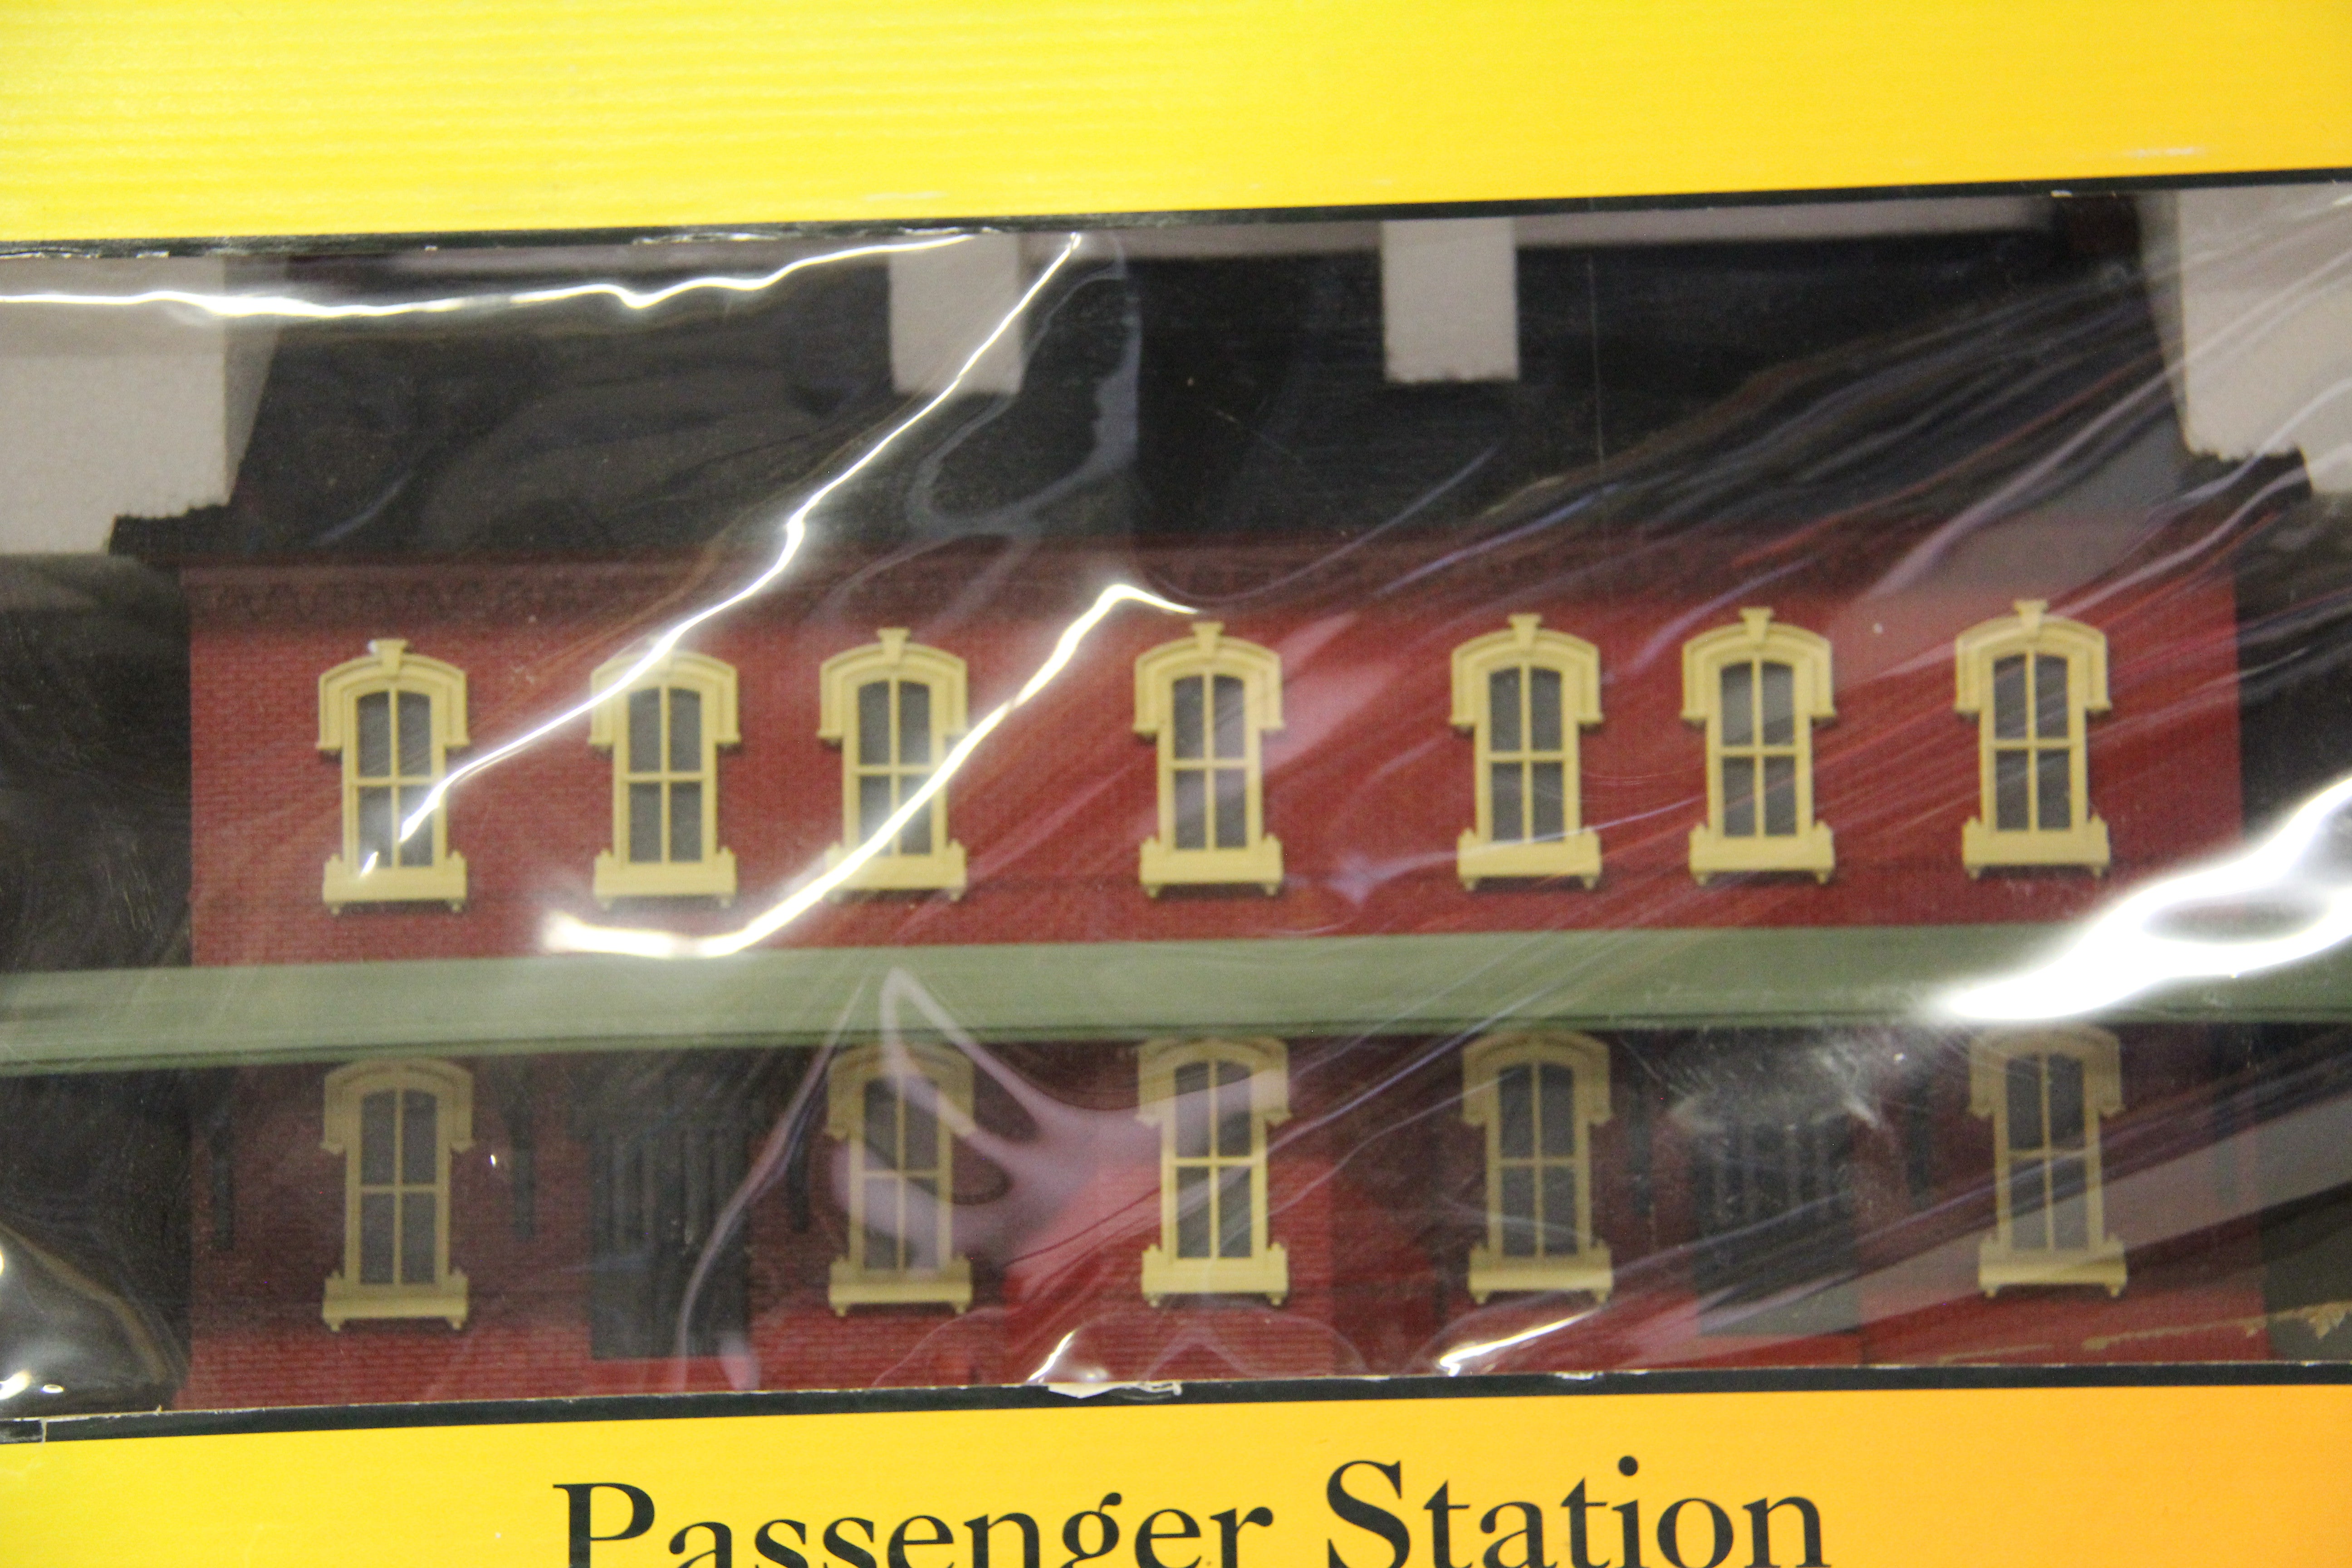 Passenger Station